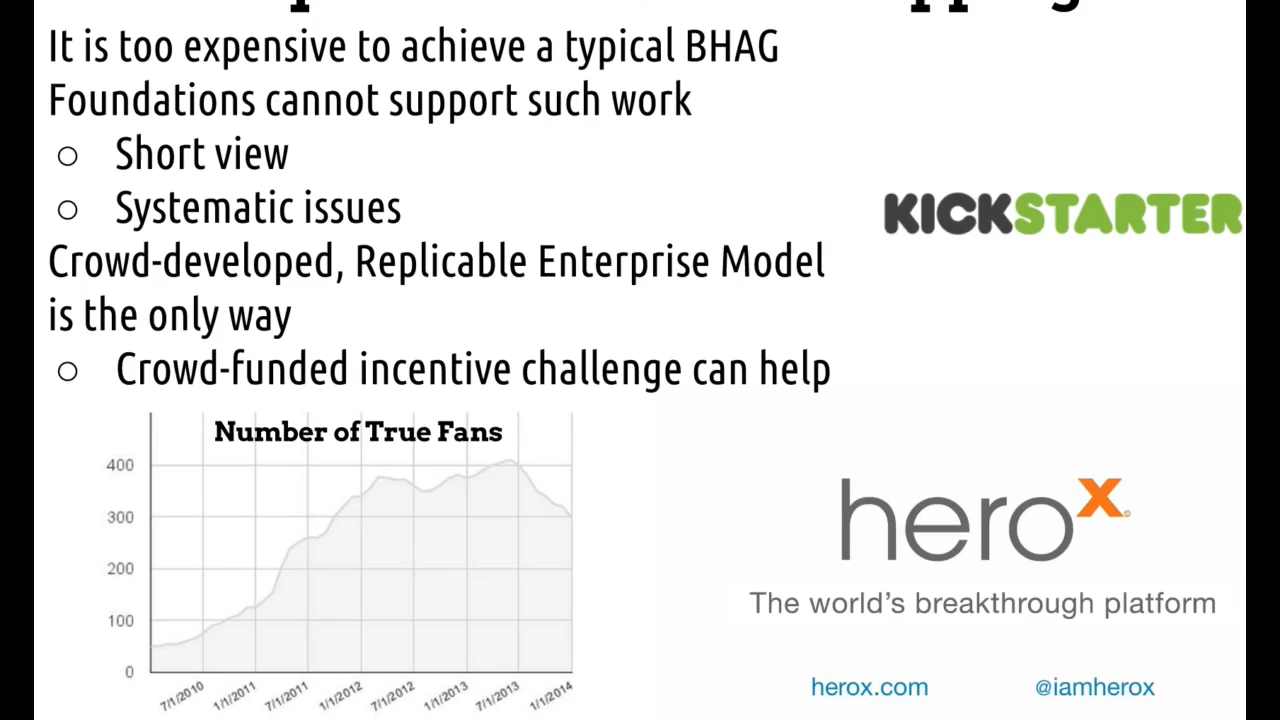 It is too expensive to achieve a typical BHAG
Foundations cannot support such work
○ Short view
○ Systematic issues
KICKSTARTER
Crowd-developed, Replicable Enterprise Model
is the only way
○ Crowd-funded incentive challenge can help
Number of True Fans
400
300
200
100
0
7/1/2010
1/1/2011
7/1/2011
1/1/2012
7/1/2012
1/1/2013
7/1/2013
1/1/2014
herox©
The world's breakthrough platform
herox.com @iamherox